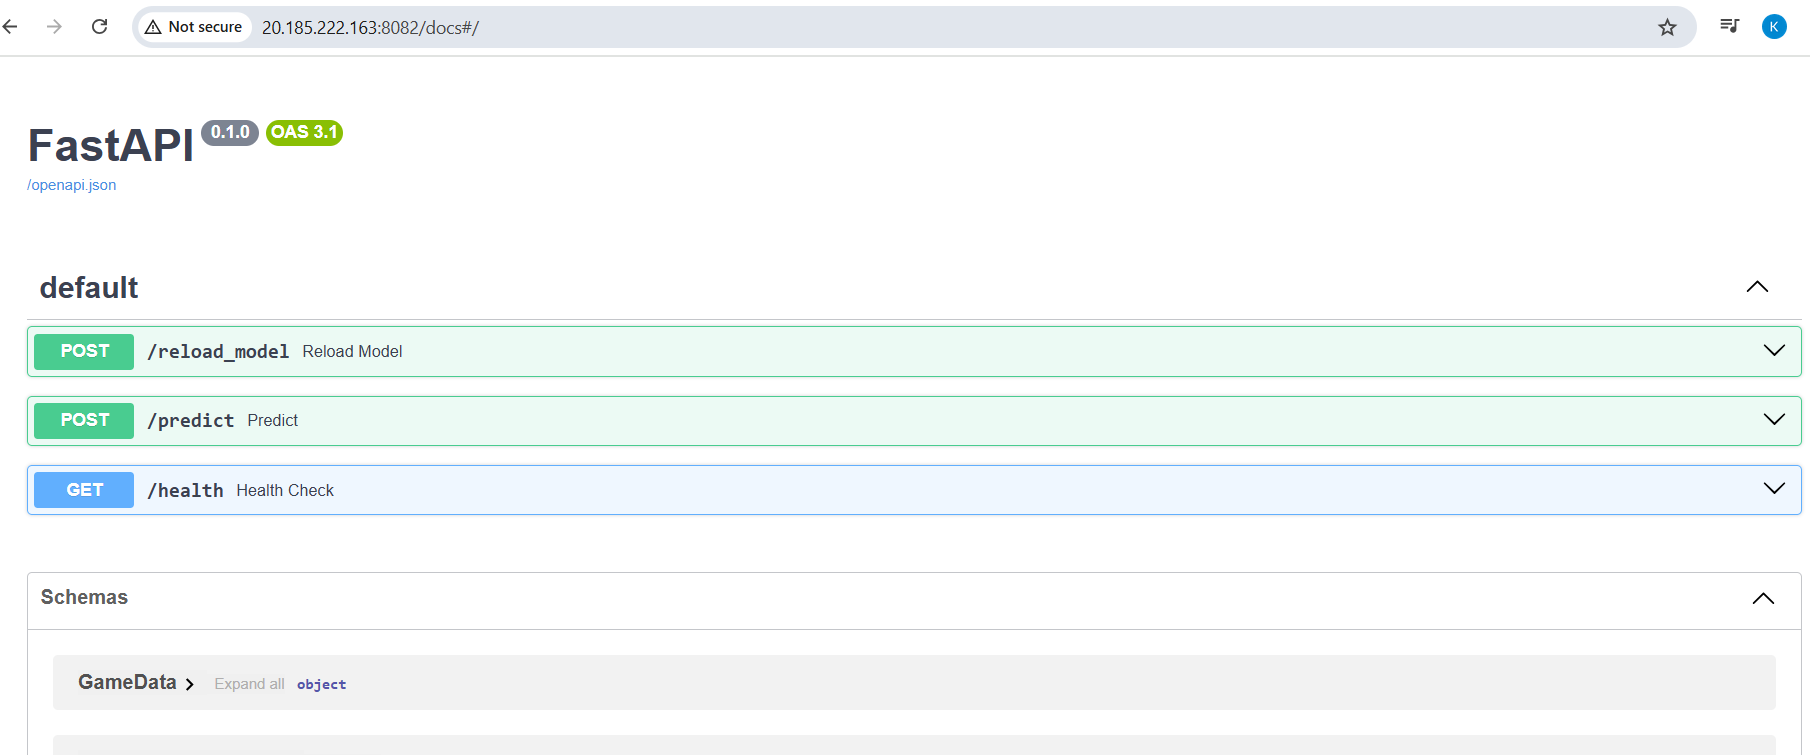 Not secure 20.185.222.163:8082/docs#/ K
FastAPI 0.1.0 OAS 3.1
/openapi.json
default
POST /reload_model Reload Model
POST /predict Predict
GET /health Health Check
Schemas
GameData Expand all object